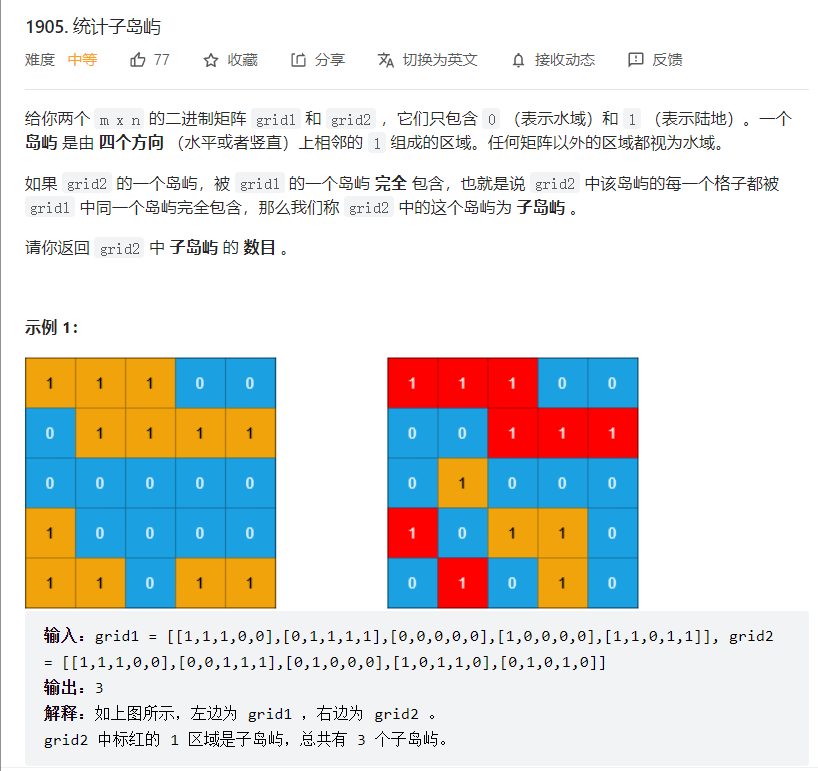 1905. 统计子岛屿
难度 中等 77 收藏 分享 切换为英文 接收动态 反馈
给你两个 m x n 的二进制矩阵 grid1 和 grid2 ，它们只包含 0 （表示水域）和 1 （表示陆地）。一个
岛屿 是由 四个方向 （水平或者竖直）上相邻的 1 组成的区域。任何矩阵以外的区域都视为水域。
如果 grid2 的一个岛屿，被 grid1 的一个岛屿 完全 包含，也就是说 grid2 中该岛屿的每一个格子都被
grid1 中同一个岛屿完全包含，那么我们称 grid2 中的这个岛屿为 子岛屿 。
请你返回 grid2 中 子岛屿 的 数目 。
示例 1：
1 1 1 0 0
0 1 1 1 1
0 0 0 0 0
1 0 0 0 0
1 1 0 1 1
1 1 1 0 0
0 0 1 1 1
0 1 0 0 0
1 0 1 1 0
0 1 0 1 0
输入：grid1 = [[1,1,1,0,0],[0,1,1,1,1],[0,0,0,0,0],[1,0,0,0,0],[1,1,0,1,1]], grid2
= [[1,1,1,0,0],[0,0,1,1,1],[0,1,0,0,0],[1,0,1,1,0],[0,1,0,1,0]]
输出：3
解释：如上图所示，左边为 grid1 ，右边为 grid2 。
grid2 中标红的 1 区域是子岛屿，总共有 3 个子岛屿。